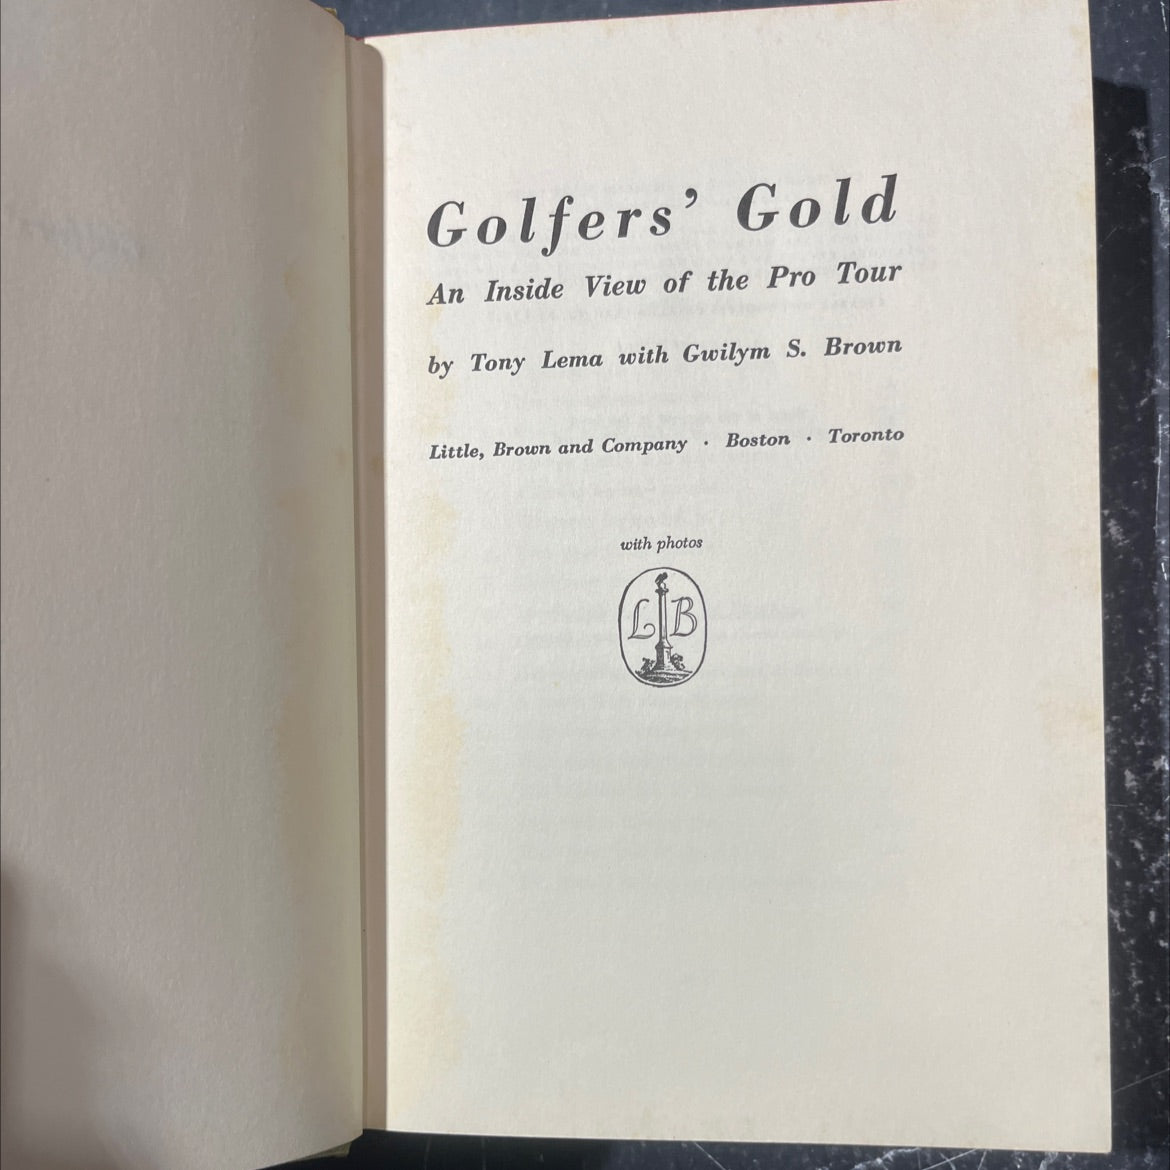 Golfers’ Gold
An Inside View of the Pro Tour
by Tony Lema with Gwilym S. Brown
Little, Brown and Company · Boston · Toronto
with photos
L B